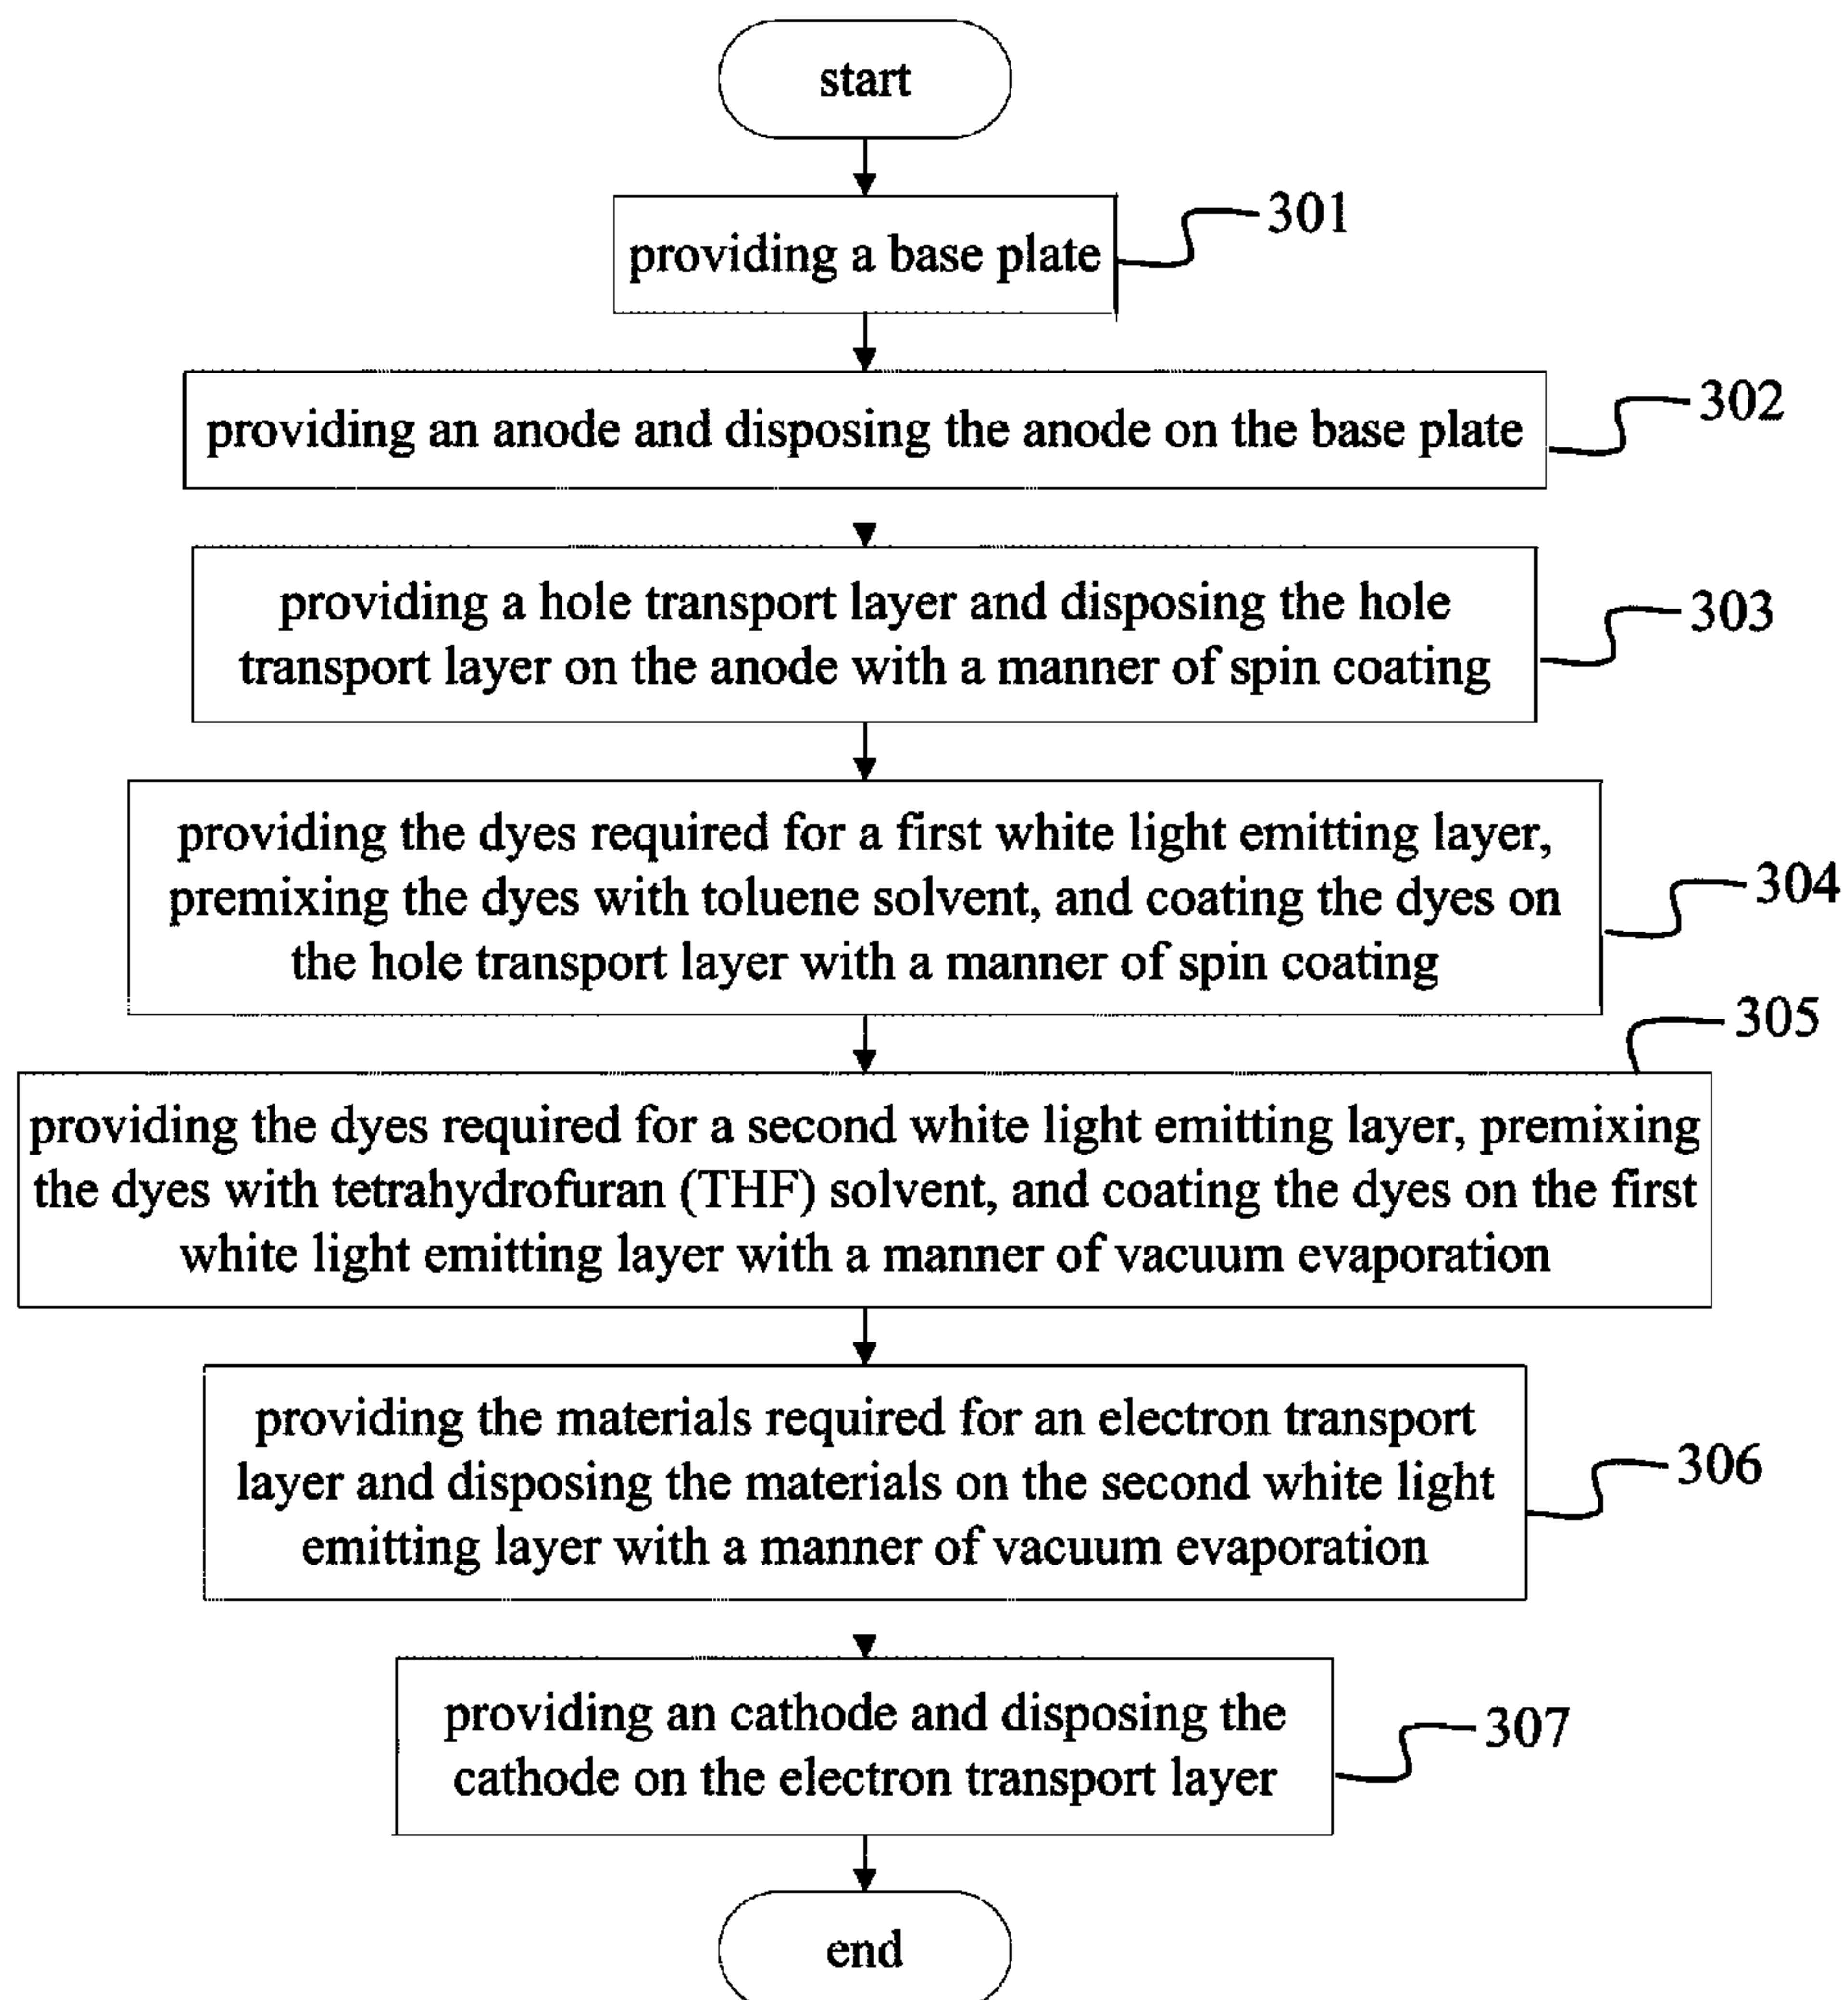 start
providing a base plate
301
providing an anode and disposing the anode on the base plate
302
providing a hole transport layer and disposing the hole
transport layer on the anode with a manner of spin coating
303
providing the dyes required for a first white light emitting layer,
premixing the dyes with toluene solvent, and coating the dyes on
the hole transport layer with a manner of spin coating
304
305
providing the dyes required for a second white light emitting layer, premixing
the dyes with tetrahydrofuran (THF) solvent, and coating the dyes on the first
white light emitting layer with a manner of vacuum evaporation
providing the materials required for an electron transport
layer and disposing the materials on the second white light
emitting layer with a manner of vacuum evaporation
306
providing an cathode and disposing the
cathode on the electron transport layer
307
end